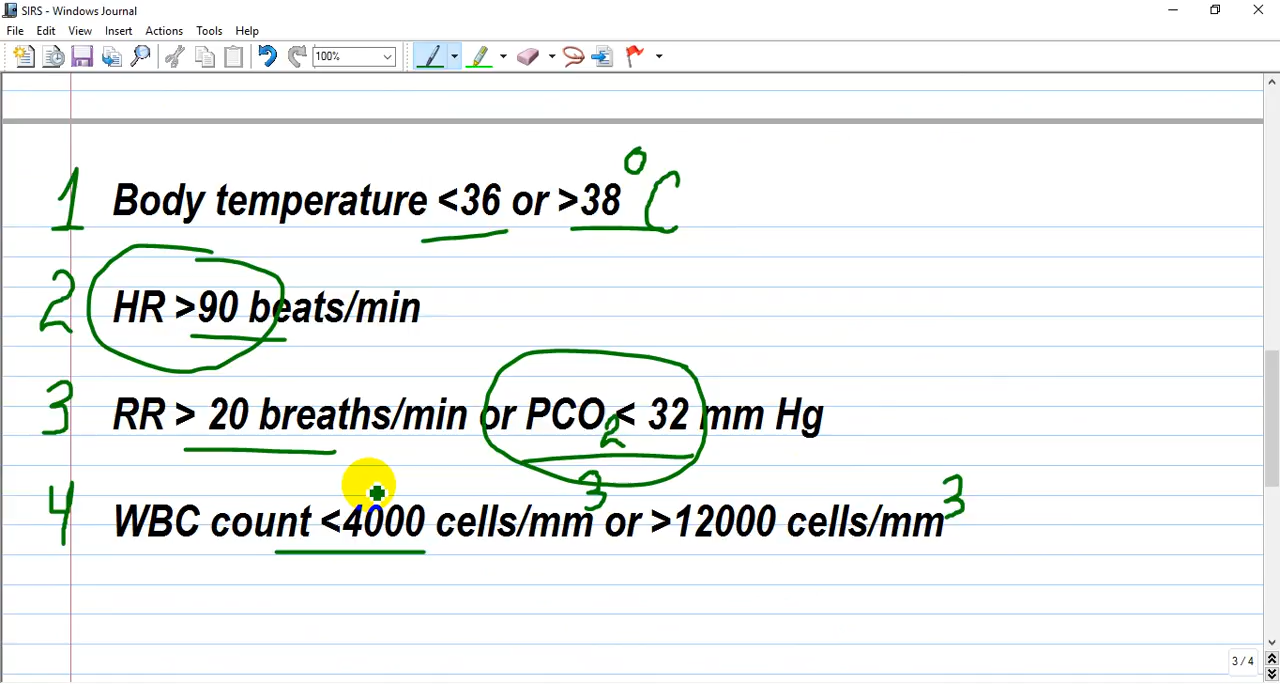 SIRS - Windows Journal
File Edit View Insert Actions Tools Help
100%
1 Body temperature <36 or >38 °C
2 HR >90 beats/min
3 RR > 20 breaths/min or PCO2 < 32 mm Hg
4 WBC count <4000 cells/mm3 or >12000 cells/mm3
3 / 4